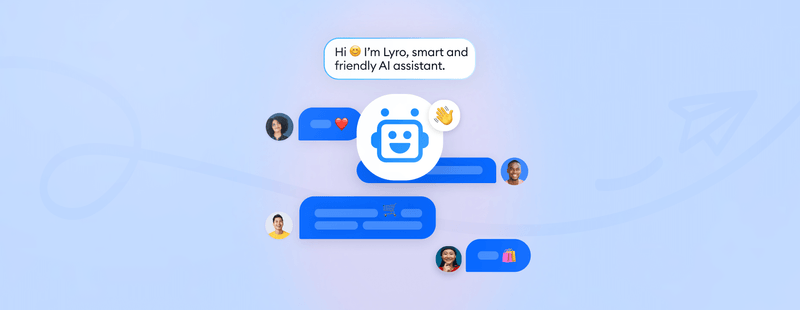 Hi 😊 I'm Lyro, smart and
friendly AI assistant.